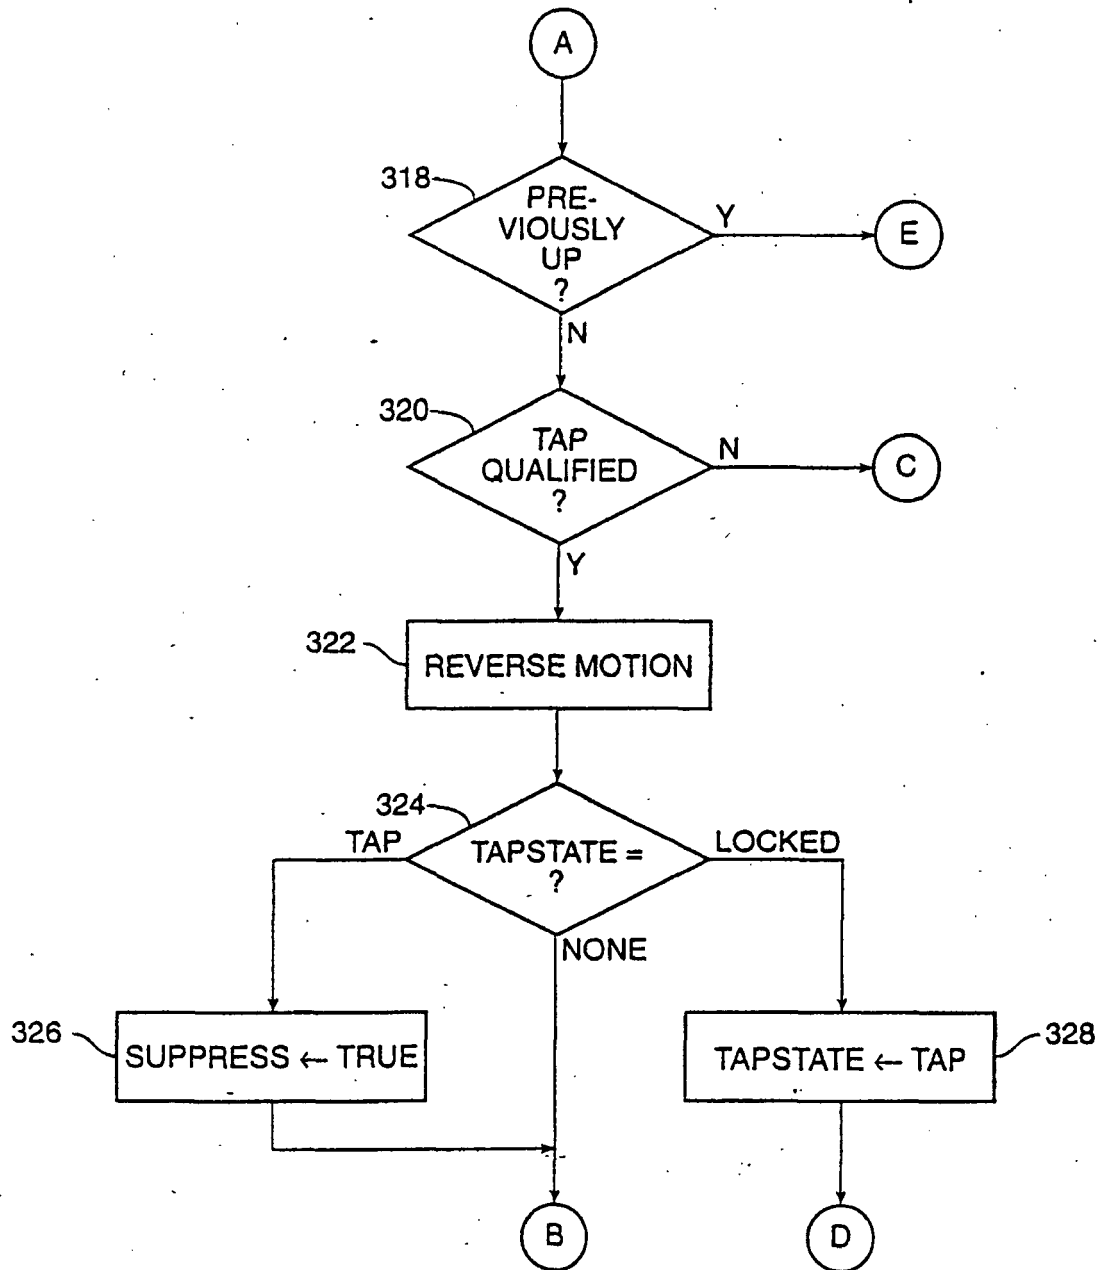 A
318
PRE-
VIOUSLY
UP
?
Y
E
N
320
TAP
QUALIFIED
?
N
C
Y
322
REVERSE MOTION
324
TAP
TAPSTATE =
?
LOCKED
NONE
326
SUPPRESS ← TRUE
TAPSTATE ← TAP
328
B
D